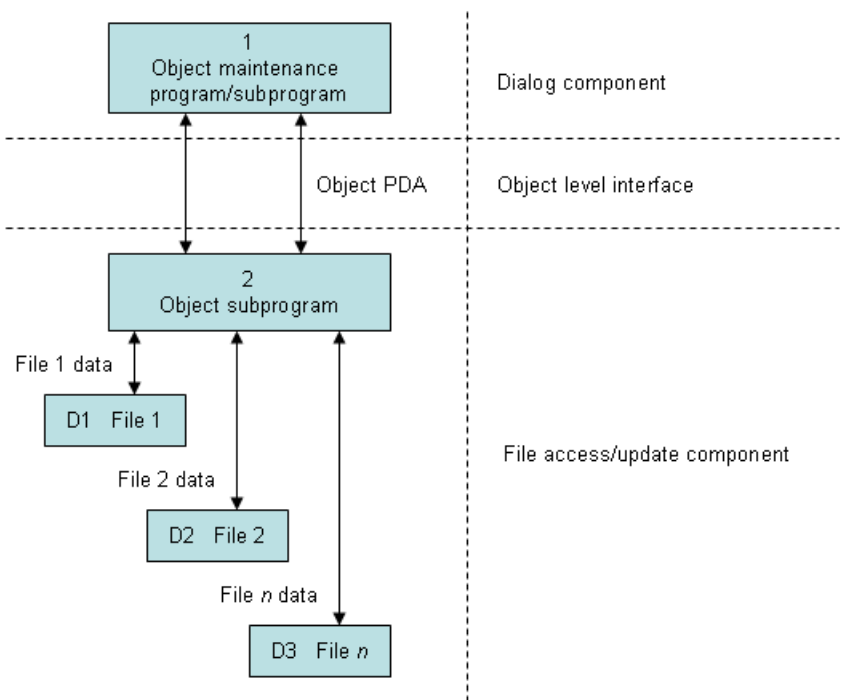 1
Object maintenance
program/subprogram
Dialog component
Object PDA
Object level interface
2
Object subprogram
File 1 data
D1 File 1
File access/update component
File 2 data
D2 File 2
File n data
D3 File n